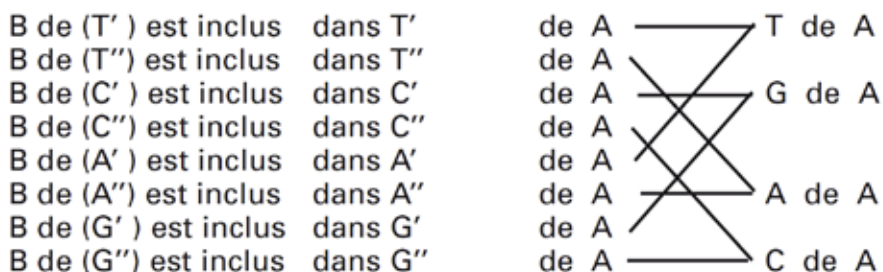 B de (T′ ) est inclus dans T′ de A T de A
B de (T″) est inclus dans T″ de A
B de (C′ ) est inclus dans C′ de A G de A
B de (C″) est inclus dans C″ de A
B de (A′ ) est inclus dans A′ de A
B de (A″) est inclus dans A″ de A A de A
B de (G′ ) est inclus dans G′ de A
B de (G″) est inclus dans G″ de A C de A